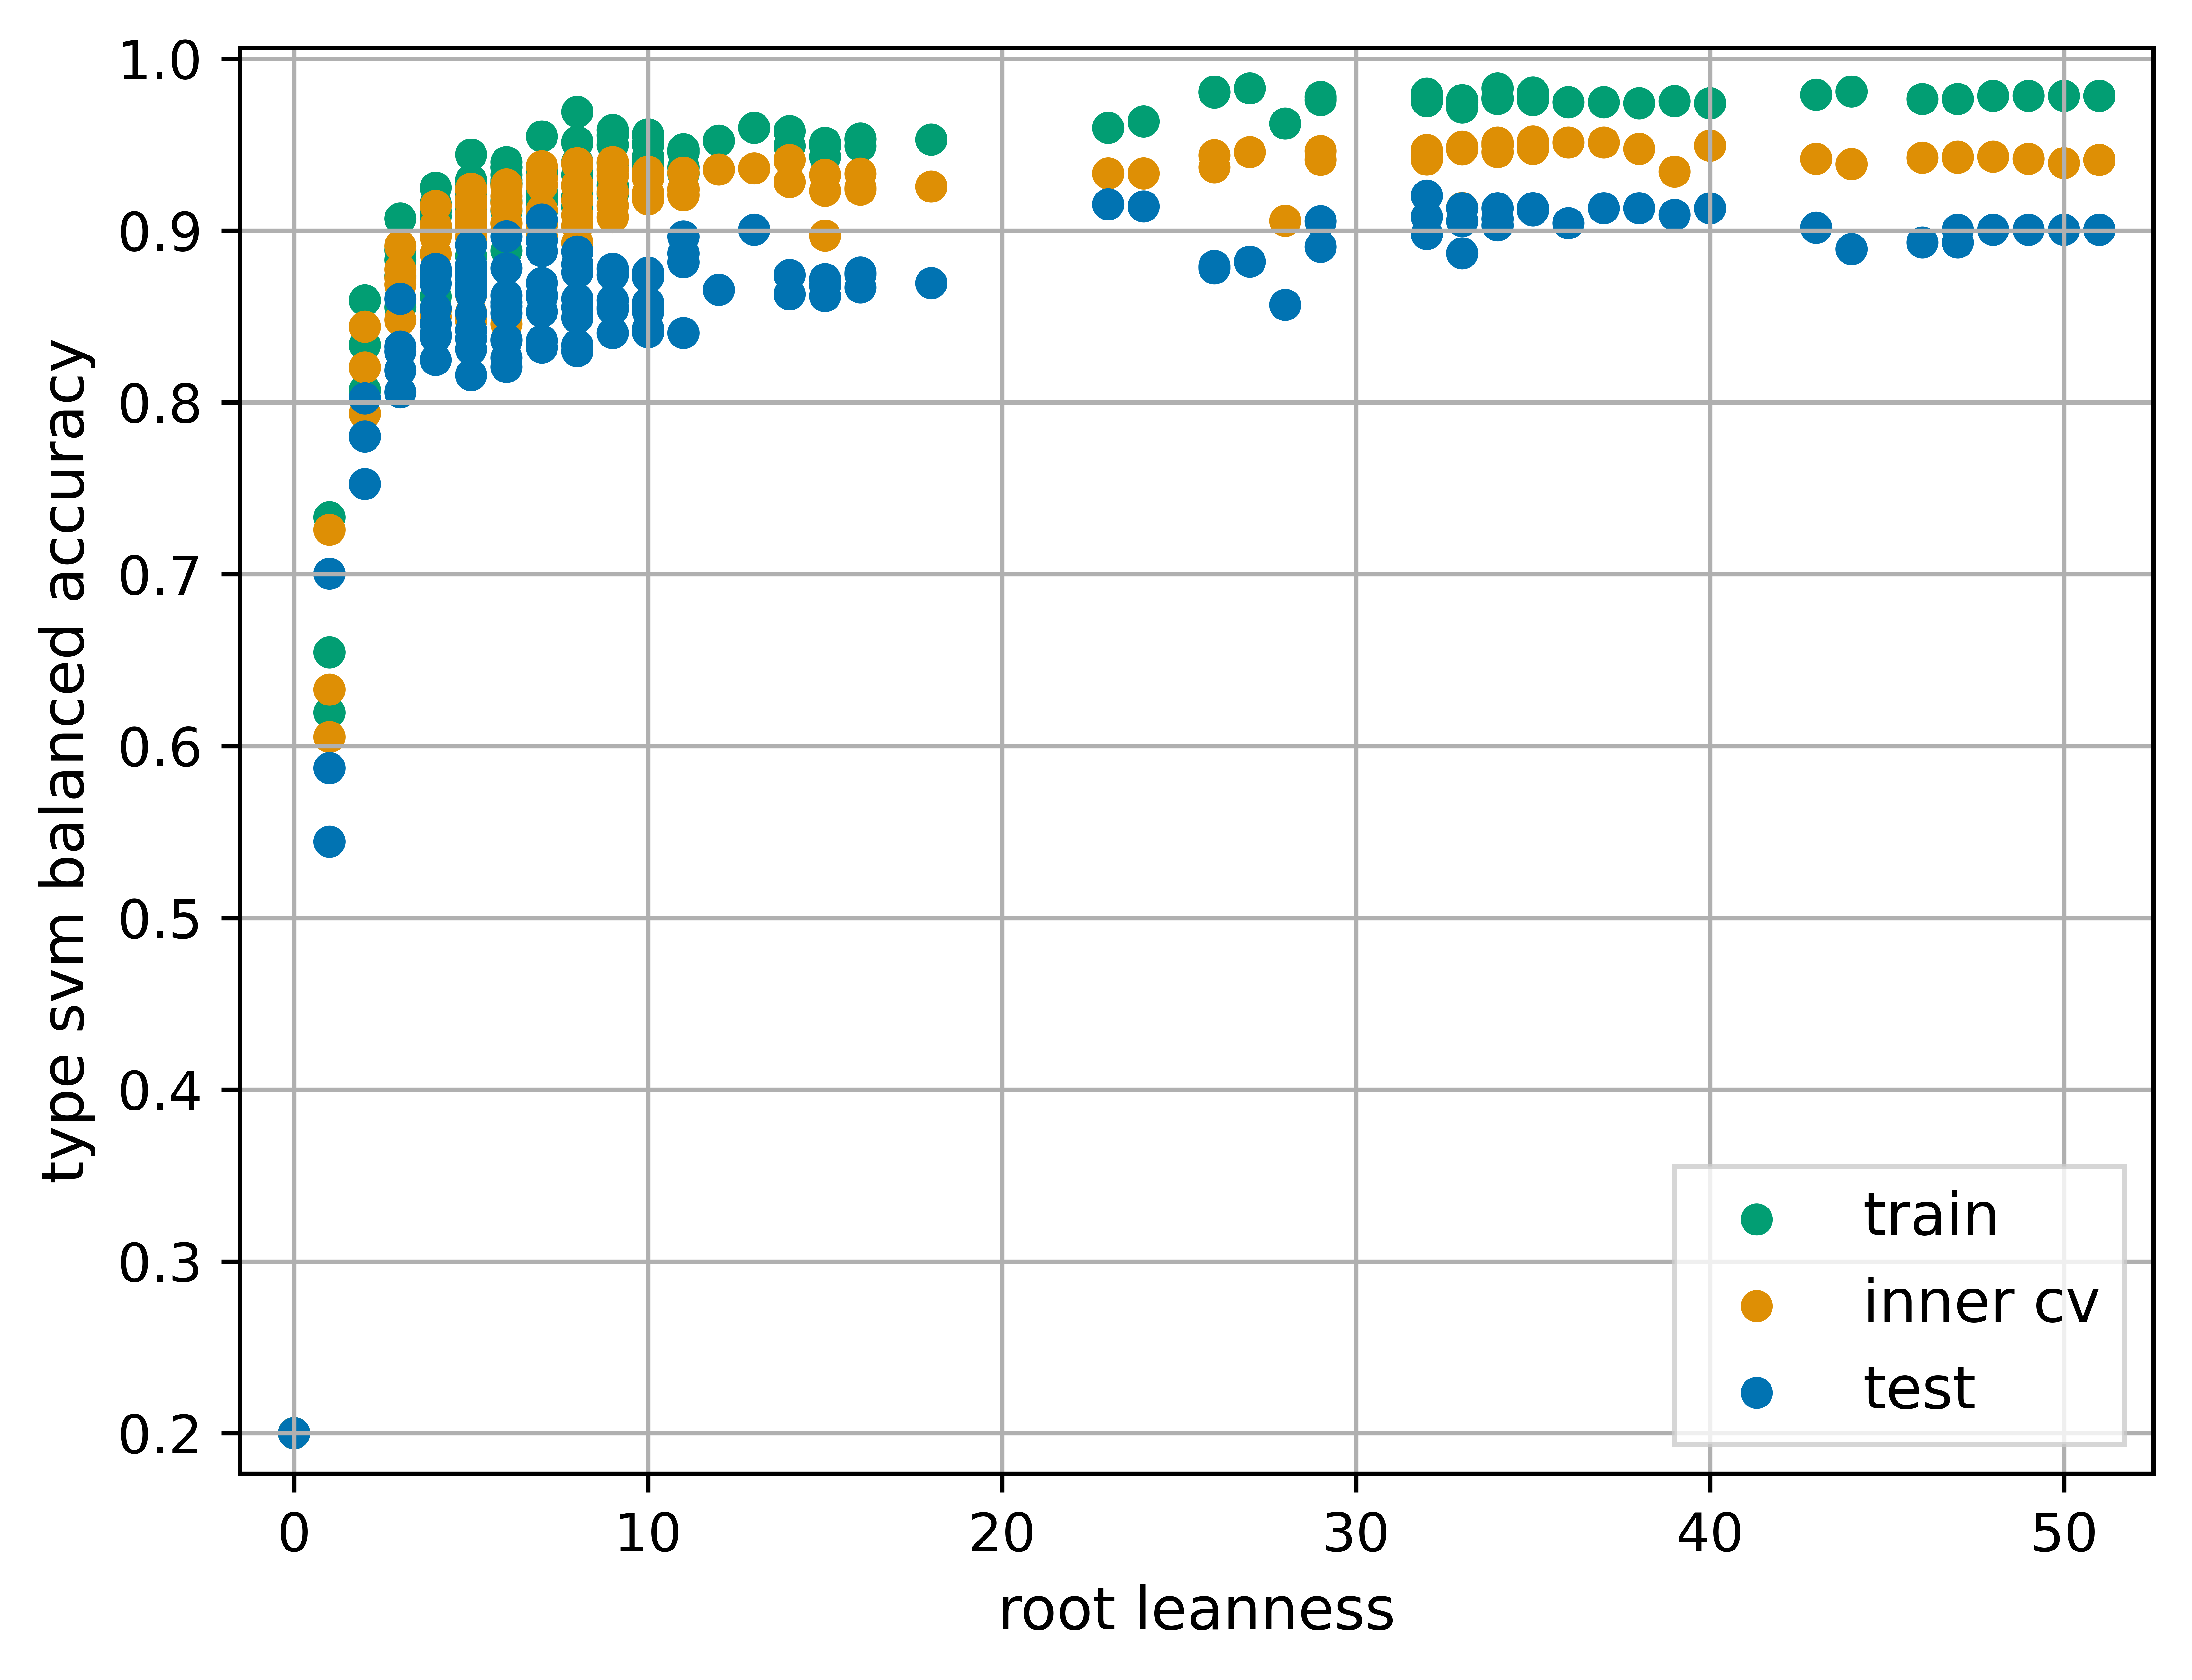 1.0
0.9
0.8
0.7
0.6
0.5
0.4
0.3
0.2
type svm balanced accuracy
0 10 20 30 40 50
root leanness
train
inner cv
test